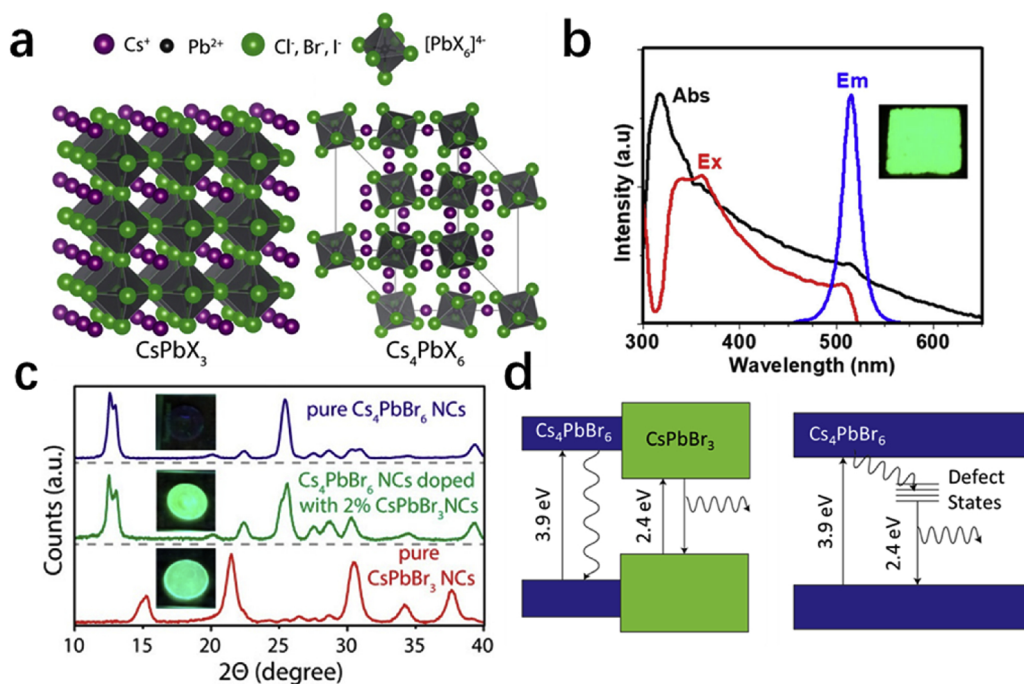 a
Cs⁺ Pb²⁺ Cl⁻, Br⁻, I⁻ [PbX₆]⁴⁻
CsPbX₃ Cs₄PbX₆
b
Abs
Ex
Em
Intensity (a.u)
300 400 500 600
Wavelength (nm)
c
pure Cs₄PbBr₆ NCs
Cs₄PbBr₆ NCs doped
with 2% CsPbBr₃NCs
pure
CsPbBr₃ NCs
Counts (a.u.)
10 15 20 25 30 35 40
2Θ (degree)
d
Cs₄PbBr₆
CsPbBr₃
3.9 eV
2.4 eV
Cs₄PbBr₆
Defect
States
3.9 eV
2.4 eV